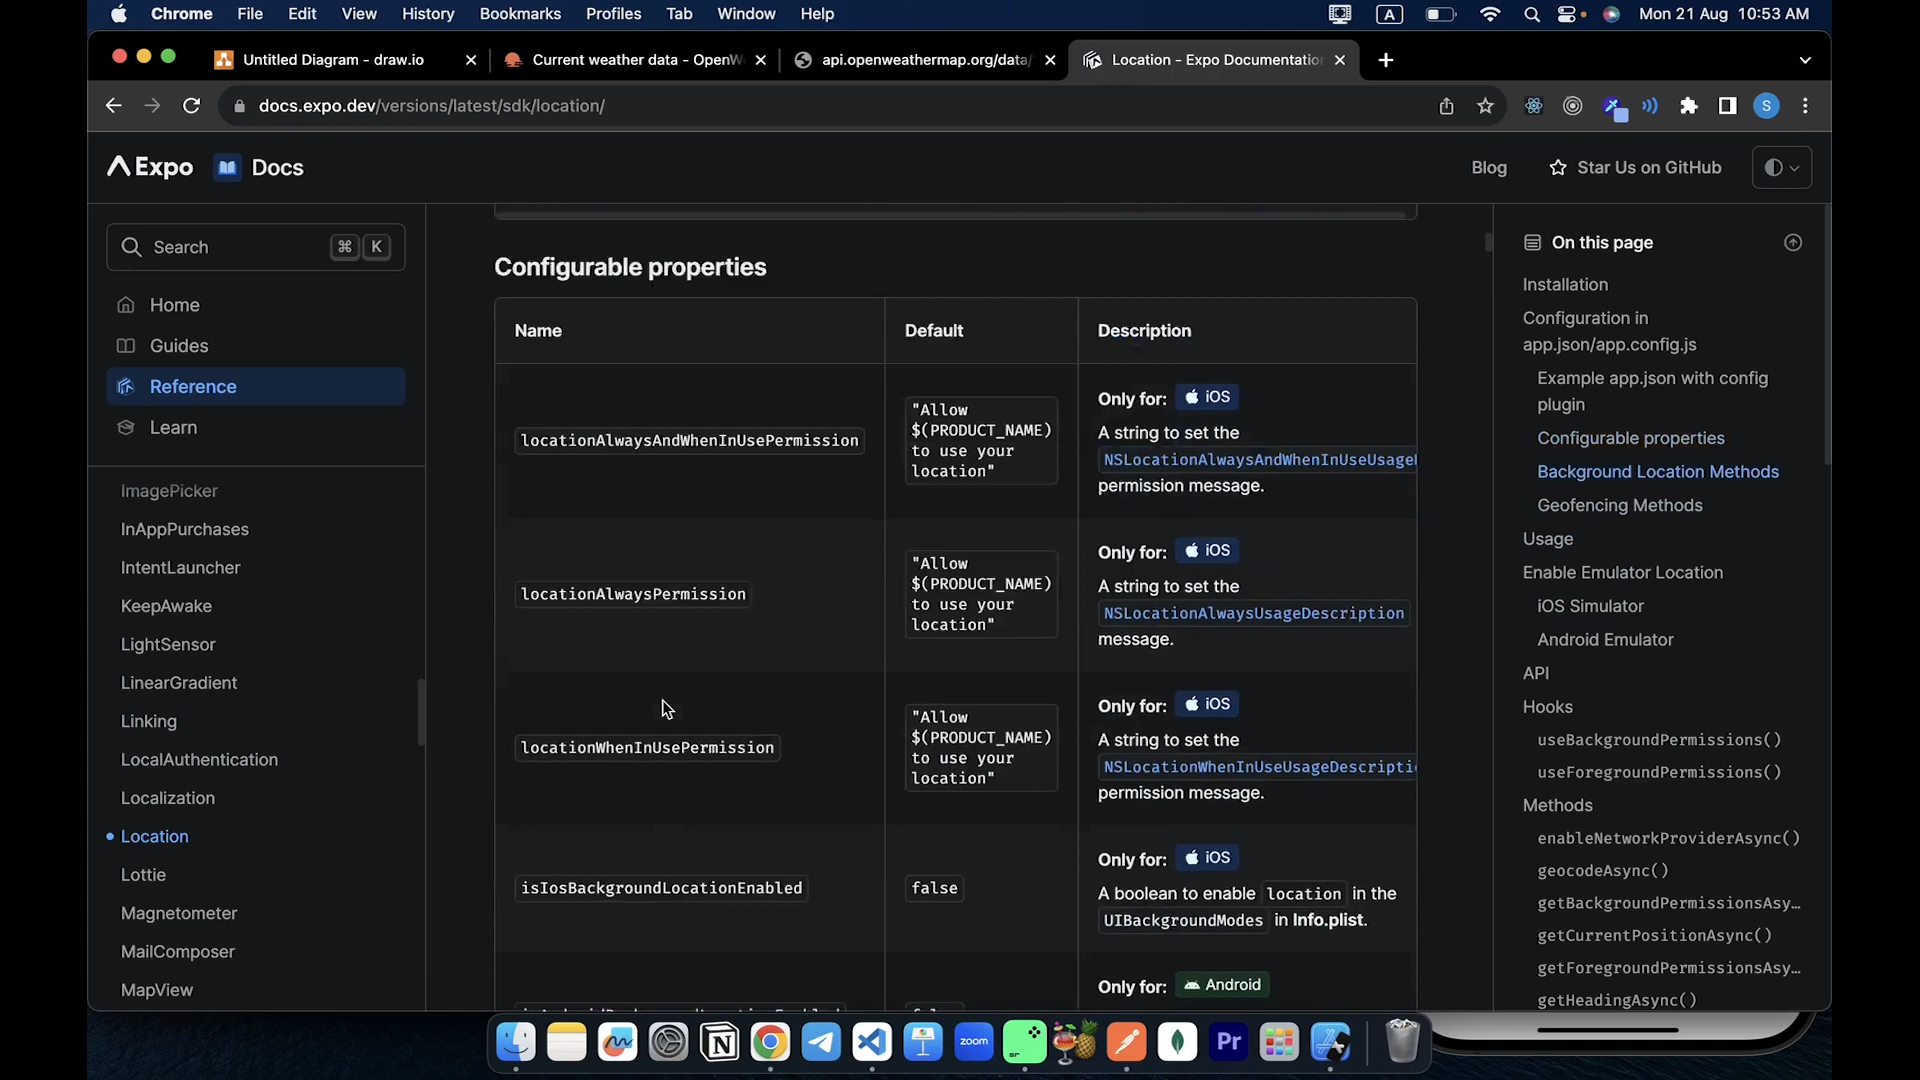 Chrome File Edit View History Bookmarks Profiles Tab Window Help A Mon 21 Aug 10:53 AM
Untitled Diagram - draw.io
Current weather data - OpenW
api.openweathermap.org/data/
Location - Expo Documentatio
docs.expo.dev/versions/latest/sdk/location/
S
Expo Docs
Blog
Star Us on GitHub
Search ⌘ K
Home
Guides
Reference
Learn
ImagePicker
InAppPurchases
IntentLauncher
KeepAwake
LightSensor
LinearGradient
Linking
LocalAuthentication
Localization
Location
Lottie
Magnetometer
MailComposer
MapView
Configurable properties
Name Default Description
locationAlwaysAndWhenInUsePermission
"Allow
$(PRODUCT_NAME)
to use your
location"
Only for: iOS
A string to set the
NSLocationAlwaysAndWhenInUseUsage
permission message.
locationAlwaysPermission
"Allow
$(PRODUCT_NAME)
to use your
location"
Only for: iOS
A string to set the
NSLocationAlwaysUsageDescription
message.
locationWhenInUsePermission
"Allow
$(PRODUCT_NAME)
to use your
location"
Only for: iOS
A string to set the
NSLocationWhenInUseUsageDescripti
permission message.
isIosBackgroundLocationEnabled
false
Only for: iOS
A boolean to enable location in the
UIBackgroundModes in Info.plist.
Only for: Android
On this page
Installation
Configuration in
app.json/app.config.js
Example app.json with config
plugin
Configurable properties
Background Location Methods
Geofencing Methods
Usage
Enable Emulator Location
iOS Simulator
Android Emulator
API
Hooks
useBackgroundPermissions()
useForegroundPermissions()
Methods
enableNetworkProviderAsync()
geocodeAsync()
getBackgroundPermissionsAsy…
getCurrentPositionAsync()
getForegroundPermissionsAsy…
getHeadingAsync()
zoom
sr
Pr